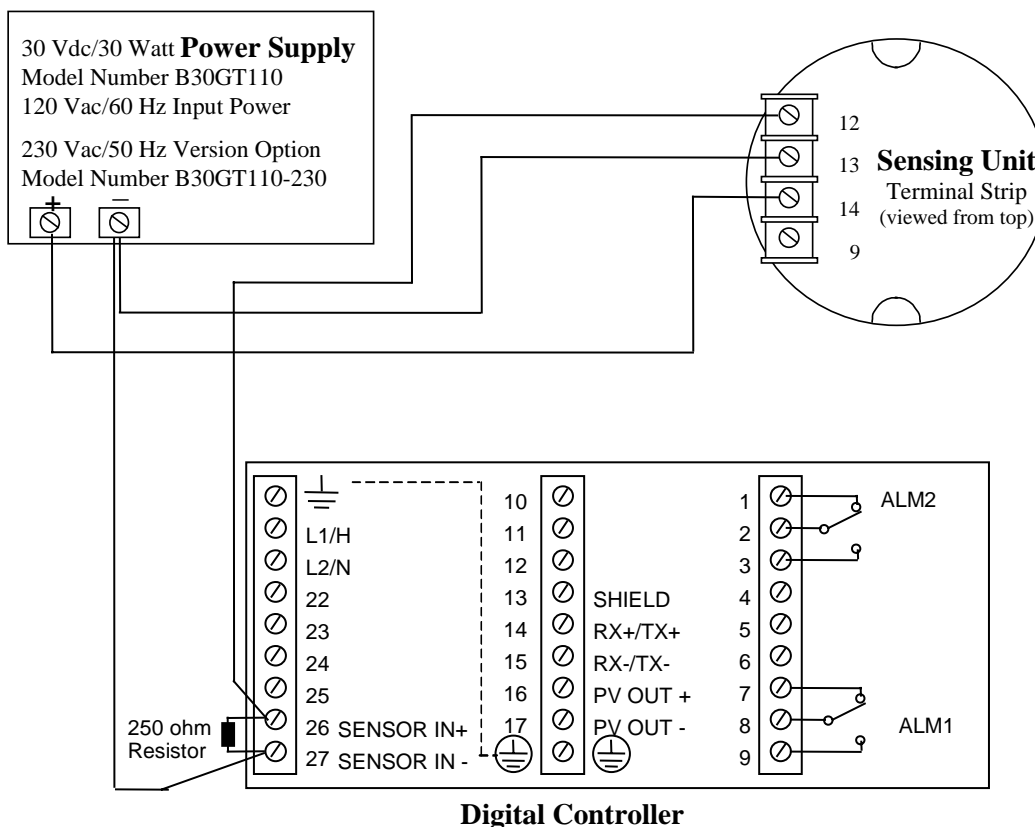 30 Vdc/30 Watt Power Supply
Model Number B30GT110
120 Vac/60 Hz Input Power
230 Vac/50 Hz Version Option
Model Number B30GT110-230
+
–
12
13
14
9
Sensing Unit
Terminal Strip
(viewed from top)
L1/H
L2/N
22
23
24
25
26 SENSOR IN+
27 SENSOR IN -
250 ohm
Resistor
10
11
12
13 SHIELD
14 RX+/TX+
15 RX-/TX-
16 PV OUT +
17 PV OUT -
1
2
3
4
5
6
7
8
9
ALM2
ALM1
Digital Controller